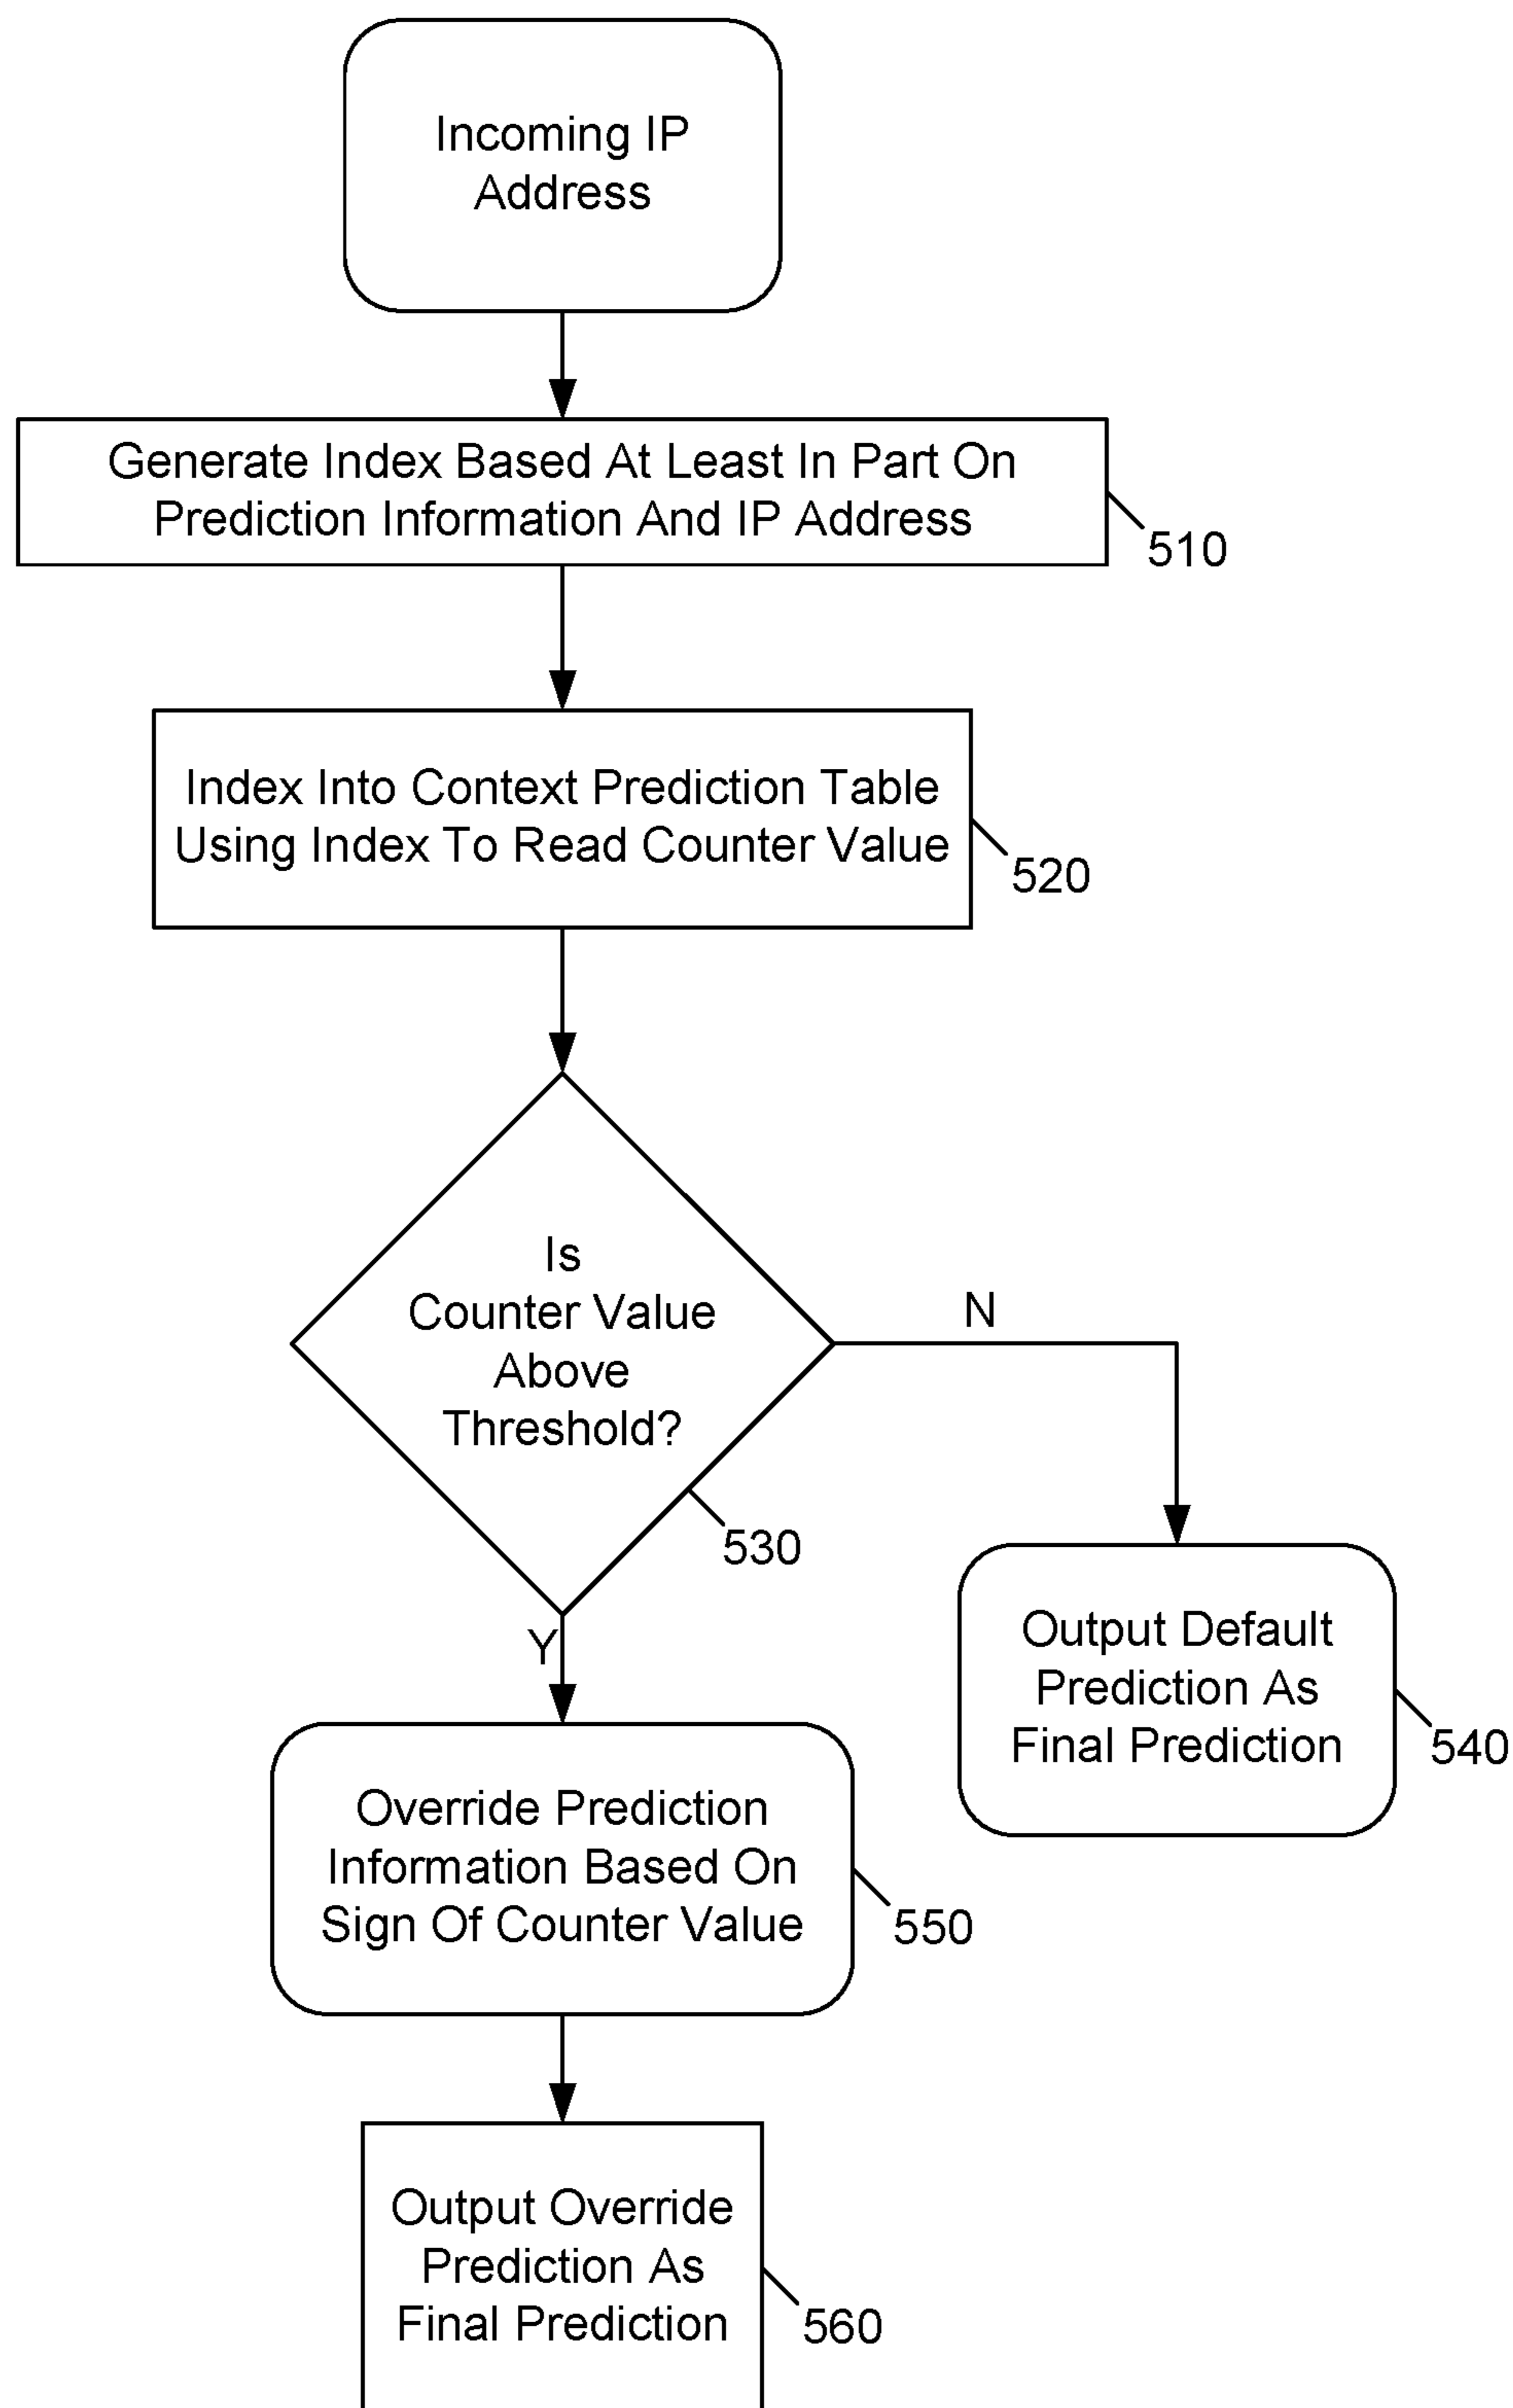 Incoming IP
Address
Generate Index Based At Least In Part On
Prediction Information And IP Address
510
Index Into Context Prediction Table
Using Index To Read Counter Value
520
Is
Counter Value
Above
Threshold?
N
530
Y
Output Default
Prediction As
Final Prediction
540
Override Prediction
Information Based On
Sign Of Counter Value
550
Output Override
Prediction As
Final Prediction
560